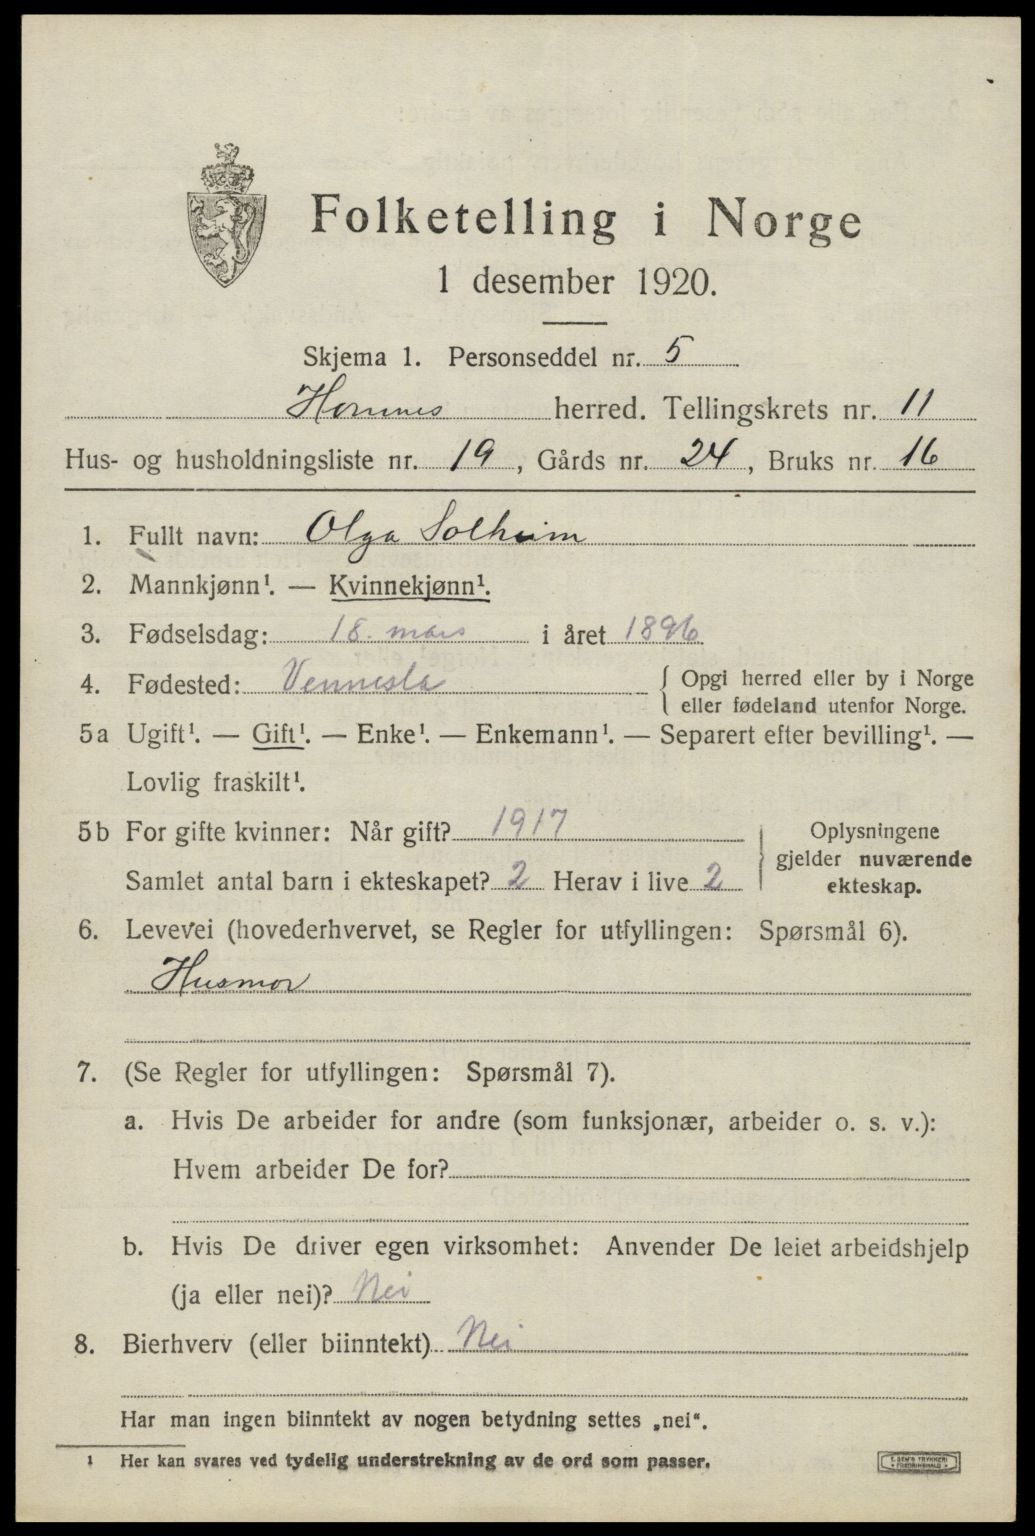 Folketelling i Norge
1 desember 1920.
Skjema 1. Personseddel nr. 5
Hornnes herred. Tellingskrets nr. 11
Hus- og husholdningsliste nr. 19, Gårds nr. 24, Bruks nr. 16
1. Fullt navn: Olga Solheim
2. Mannkjønn¹. — Kvinnekjønn¹.
3. Fødselsdag: 18. mars i året 1896
4. Fødested: Vennesla { Opgi herred eller by i Norge
eller fødeland utenfor Norge.
5a Ugift¹. — Gift¹. — Enke¹. — Enkemann¹. — Separert efter bevilling¹. —
Lovlig fraskilt¹.
5b For gifte kvinner: Når gift? 1917
Samlet antal barn i ekteskapet? 2 Herav i live 2
} Oplysningene
gjelder nuværende
ekteskap.
6. Levevei (hovederhvervet, se Regler for utfyllingen: Spørsmål 6).
Husmor
7. (Se Regler for utfyllingen: Spørsmål 7).
a. Hvis De arbeider for andre (som funksjonær, arbeider o. s. v.):
Hvem arbeider De for?
b. Hvis De driver egen virksomhet: Anvender De leiet arbeidshjelp
(ja eller nei)? Nei
8. Bierhverv (eller biinntekt) Nei
Har man ingen biinntekt av nogen betydning settes „nei".
¹ Her kan svares ved tydelig understrekning av de ord som passer.